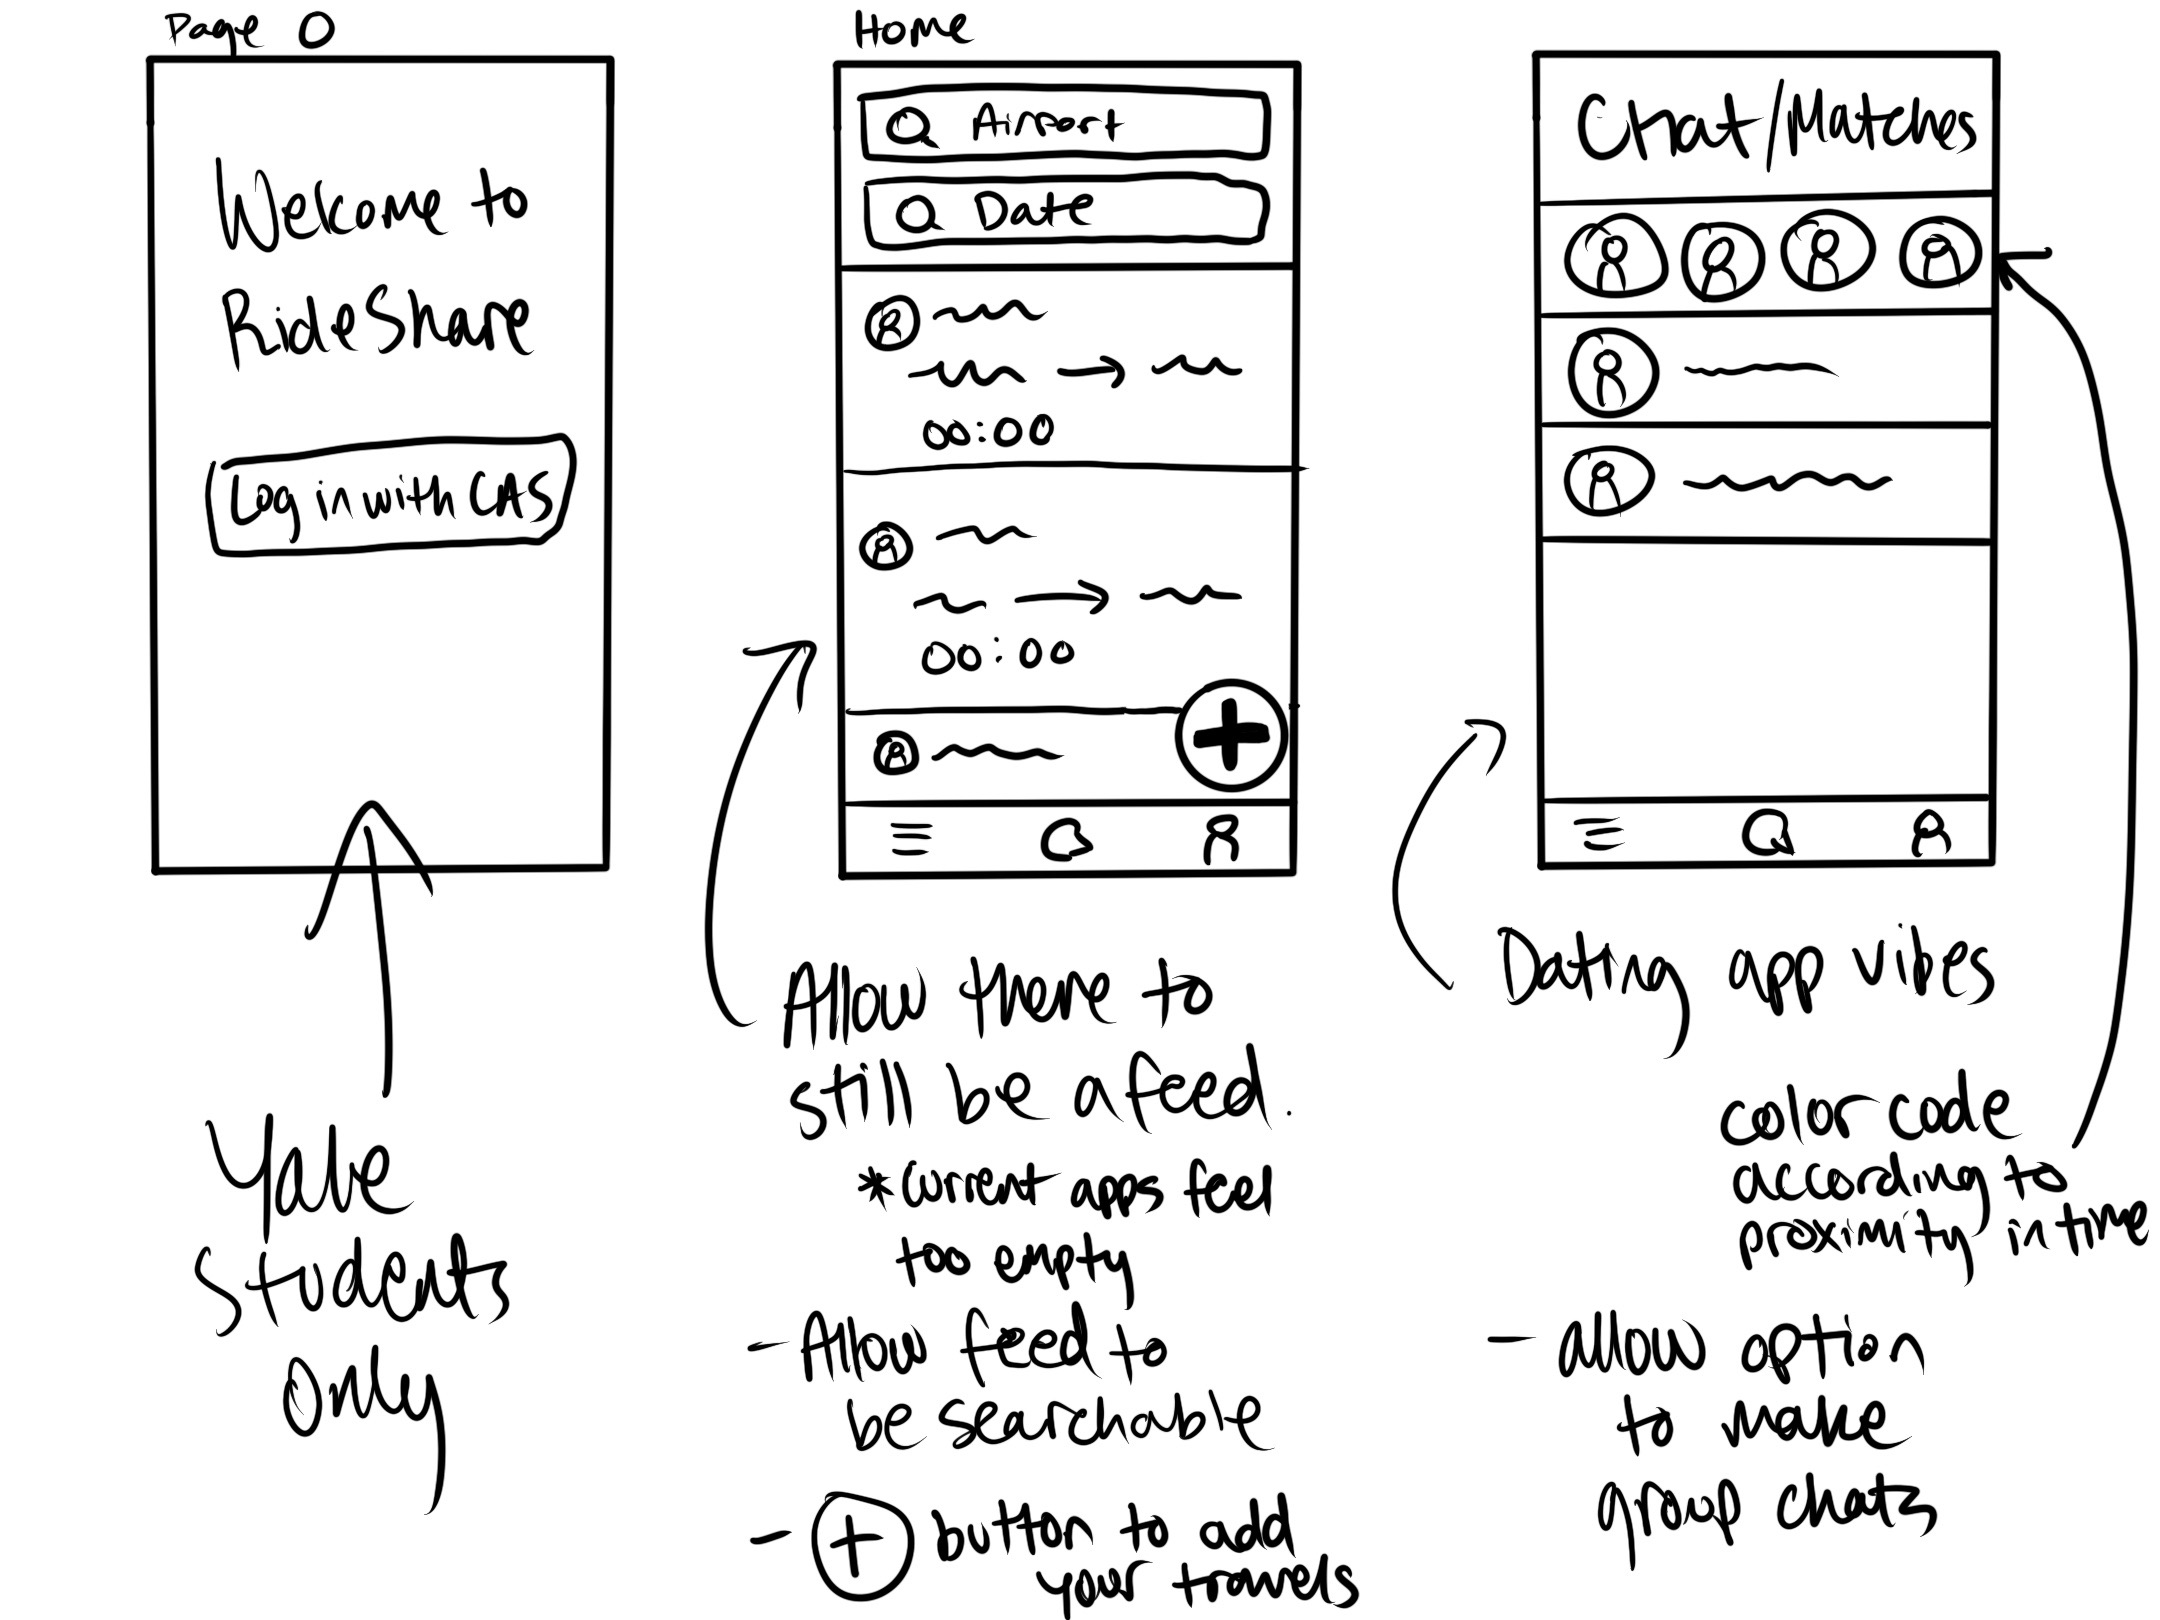 Page 0
Welcome to
RideShare
Log in with CAS
Yale
students
only
Home
Airport
Date
00:00
00:00
Allow there to
still be a feed.
* current apps feel
too empty
- Allow feed to
be searchable
- + button to add
your travels
Chat/Matches
Dating app vibes
color code
according to
proximity in time
- allow option
to make
group chats